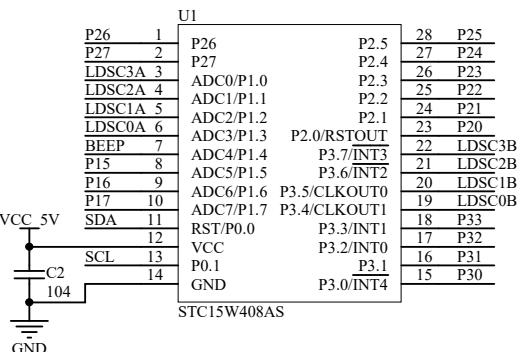 U1
P26 1 P26 P2.5 28 P25
P27 2 P27 P2.4 27 P24
LDSC3A 3 ADC0/P1.0 P2.3 26 P23
LDSC2A 4 ADC1/P1.1 P2.2 25 P22
LDSC1A 5 ADC2/P1.2 P2.1 24 P21
LDSC0A 6 ADC3/P1.3 P2.0/RSTOUT 23 P20
BEEP 7 ADC4/P1.4 P3.7/INT3 22 LDSC3B
P15 8 ADC5/P1.5 P3.6/INT2 21 LDSC2B
P16 9 ADC6/P1.6 P3.5/CLKOUT0 20 LDSC1B
P17 10 ADC7/P1.7 P3.4/CLKOUT1 19 LDSC0B
SDA 11 RST/P0.0 P3.3/INT1 18 P33
VCC_5V 12 VCC P3.2/INT0 17 P32
SCL 13 P0.1 P3.1 16 P31
14 GND P3.0/INT4 15 P30
C2
104
STC15W408AS
GND